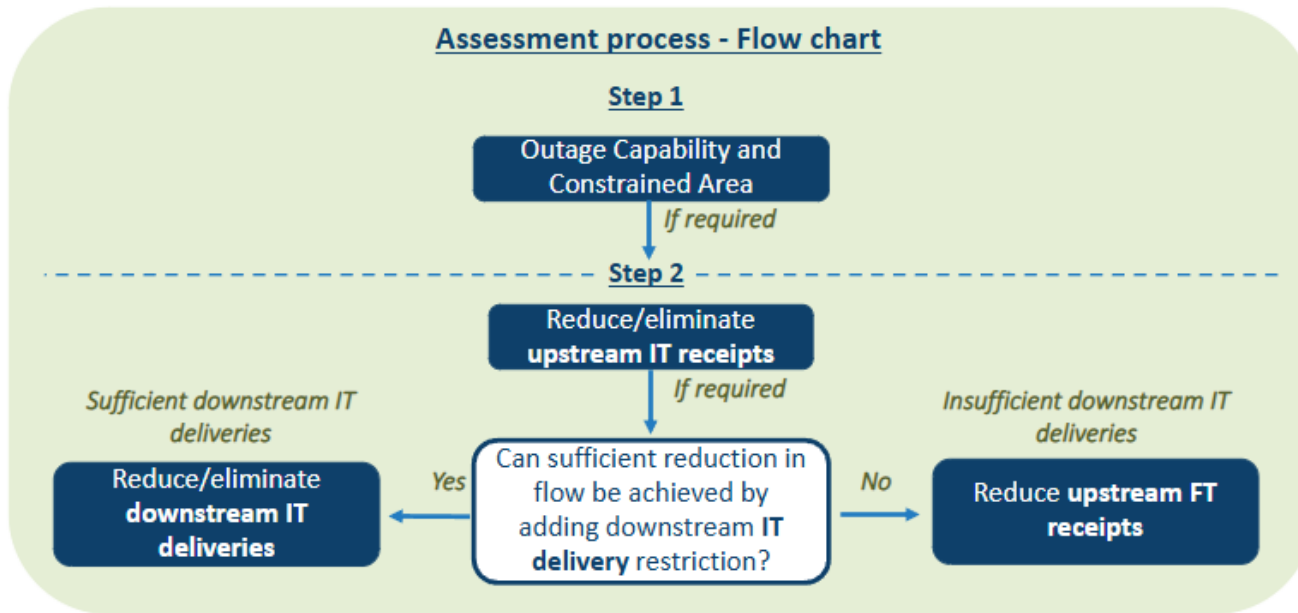 Assessment process - Flow chart
Step 1
Outage Capability and
Constrained Area
If required
Step 2
Reduce/eliminate
upstream IT receipts
If required
Sufficient downstream IT
deliveries
Reduce/eliminate
downstream IT
deliveries
Yes
Can sufficient reduction in
flow be achieved by
adding downstream IT
delivery restriction?
No
Insufficient downstream IT
deliveries
Reduce upstream FT
receipts